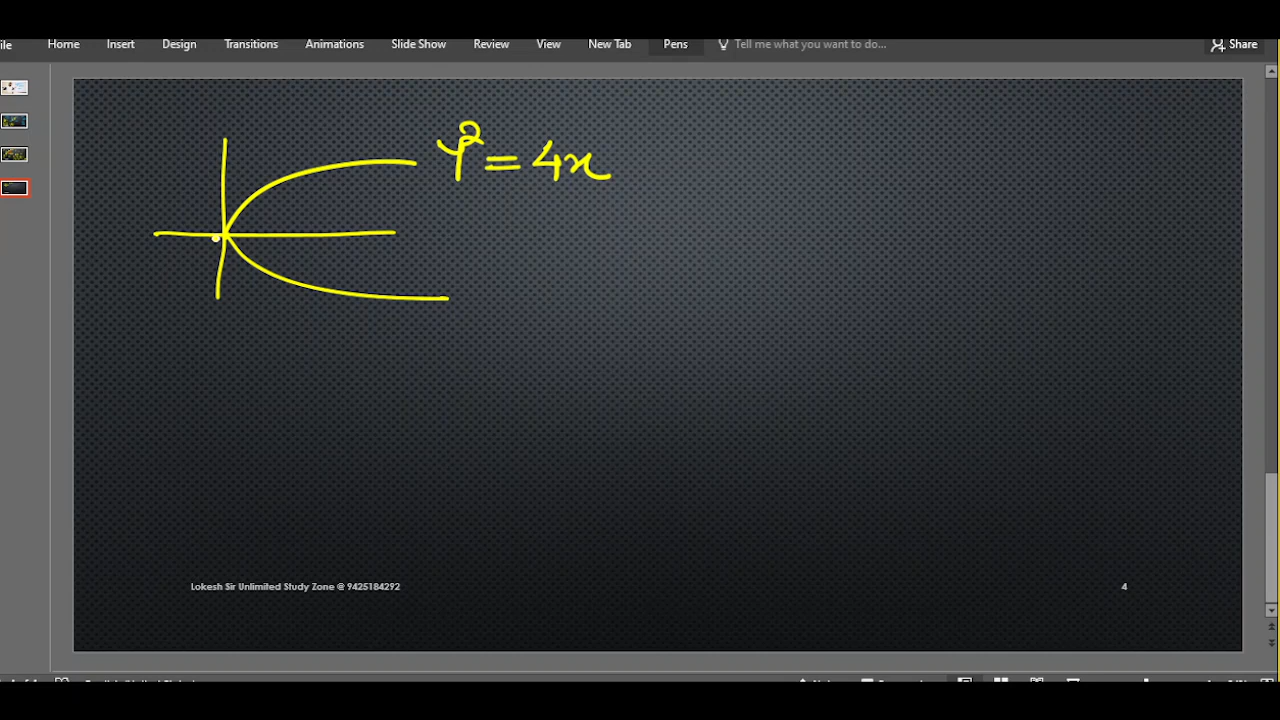 ile Home Insert Design Transitions Animations Slide Show Review View New Tab Pens Tell me what you want to do... Share
Y² = 4x
Lokesh Sir Unlimited Study Zone @ 9425184292 4